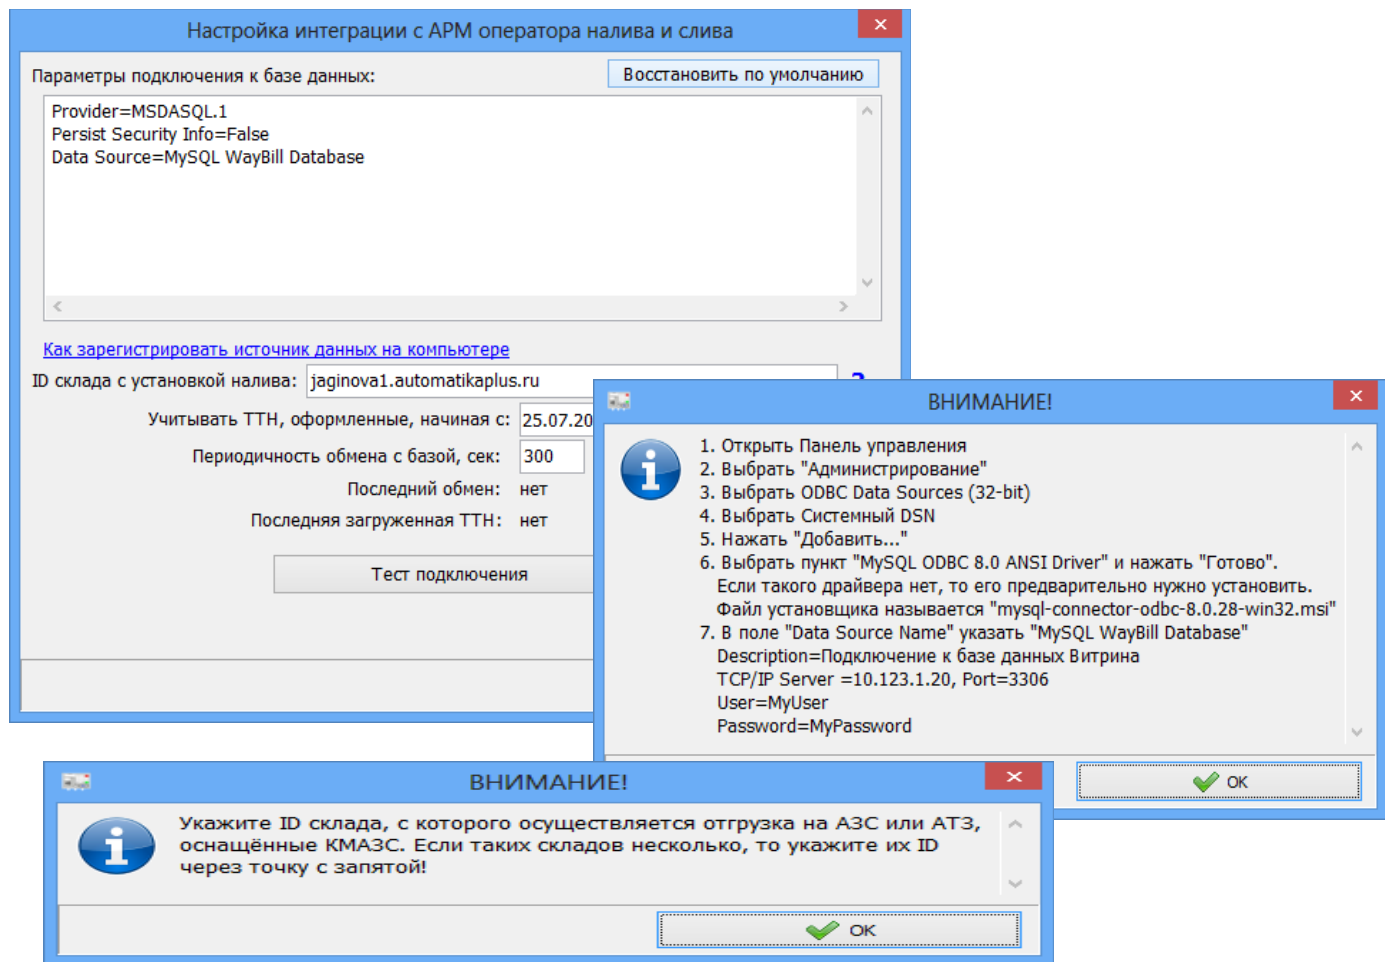 Настройка интеграции с АРМ оператора налива и слива
Параметры подключения к базе данных:
Восстановить по умолчанию
Provider=MSDASQL.1
Persist Security Info=False
Data Source=MySQL WayBill Database
Как зарегистрировать источник данных на компьютере
ID склада с установкой налива: jaginova1.automatikaplus.ru
Учитывать ТТН, оформленные, начиная с: 25.07.20
Периодичность обмена с базой, сек: 300
Последний обмен: нет
Последняя загруженная ТТН: нет
Тест подключения
ВНИМАНИЕ!
1. Открыть Панель управления
2. Выбрать "Администрирование"
3. Выбрать ODBC Data Sources (32-bit)
4. Выбрать Системный DSN
5. Нажать "Добавить..."
6. Выбрать пункт "MySQL ODBC 8.0 ANSI Driver" и нажать "Готово".
Если такого драйвера нет, то его предварительно нужно установить.
Файл установщика называется "mysql-connector-odbc-8.0.28-win32.msi"
7. В поле "Data Source Name" указать "MySQL WayBill Database"
Description=Подключение к базе данных Витрина
TCP/IP Server =10.123.1.20, Port=3306
User=MyUser
Password=MyPassword
OK
ВНИМАНИЕ!
Укажите ID склада, с которого осуществляется отгрузка на АЗС или АТЗ,
оснащённые КМАЗС. Если таких складов несколько, то укажите их ID
через точку с запятой!
OK